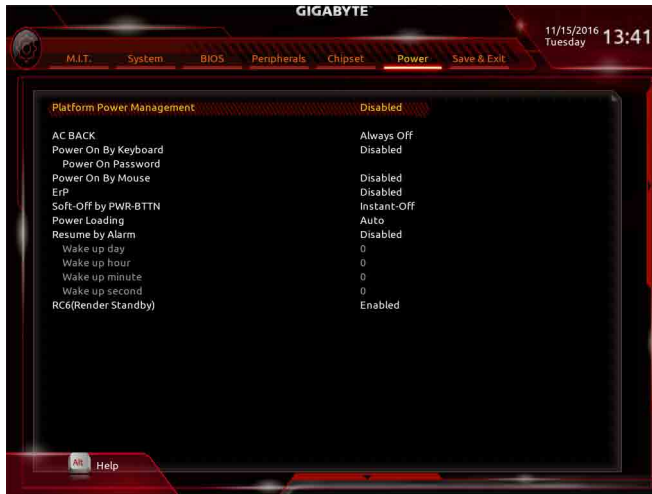 GIGABYTE
11/15/2016 13:41
Tuesday
M.I.T. System BIOS Peripherals Chipset Power Save & Exit
Platform Power Management Disabled
AC BACK Always Off
Power On By Keyboard Disabled
Power On Password
Power On By Mouse Disabled
ErP Disabled
Soft-Off by PWR-BTTN Instant-Off
Power Loading Auto
Resume by Alarm Disabled
Wake up day 0
Wake up hour 0
Wake up minute 0
Wake up second 0
RC6(Render Standby) Enabled
Alt Help